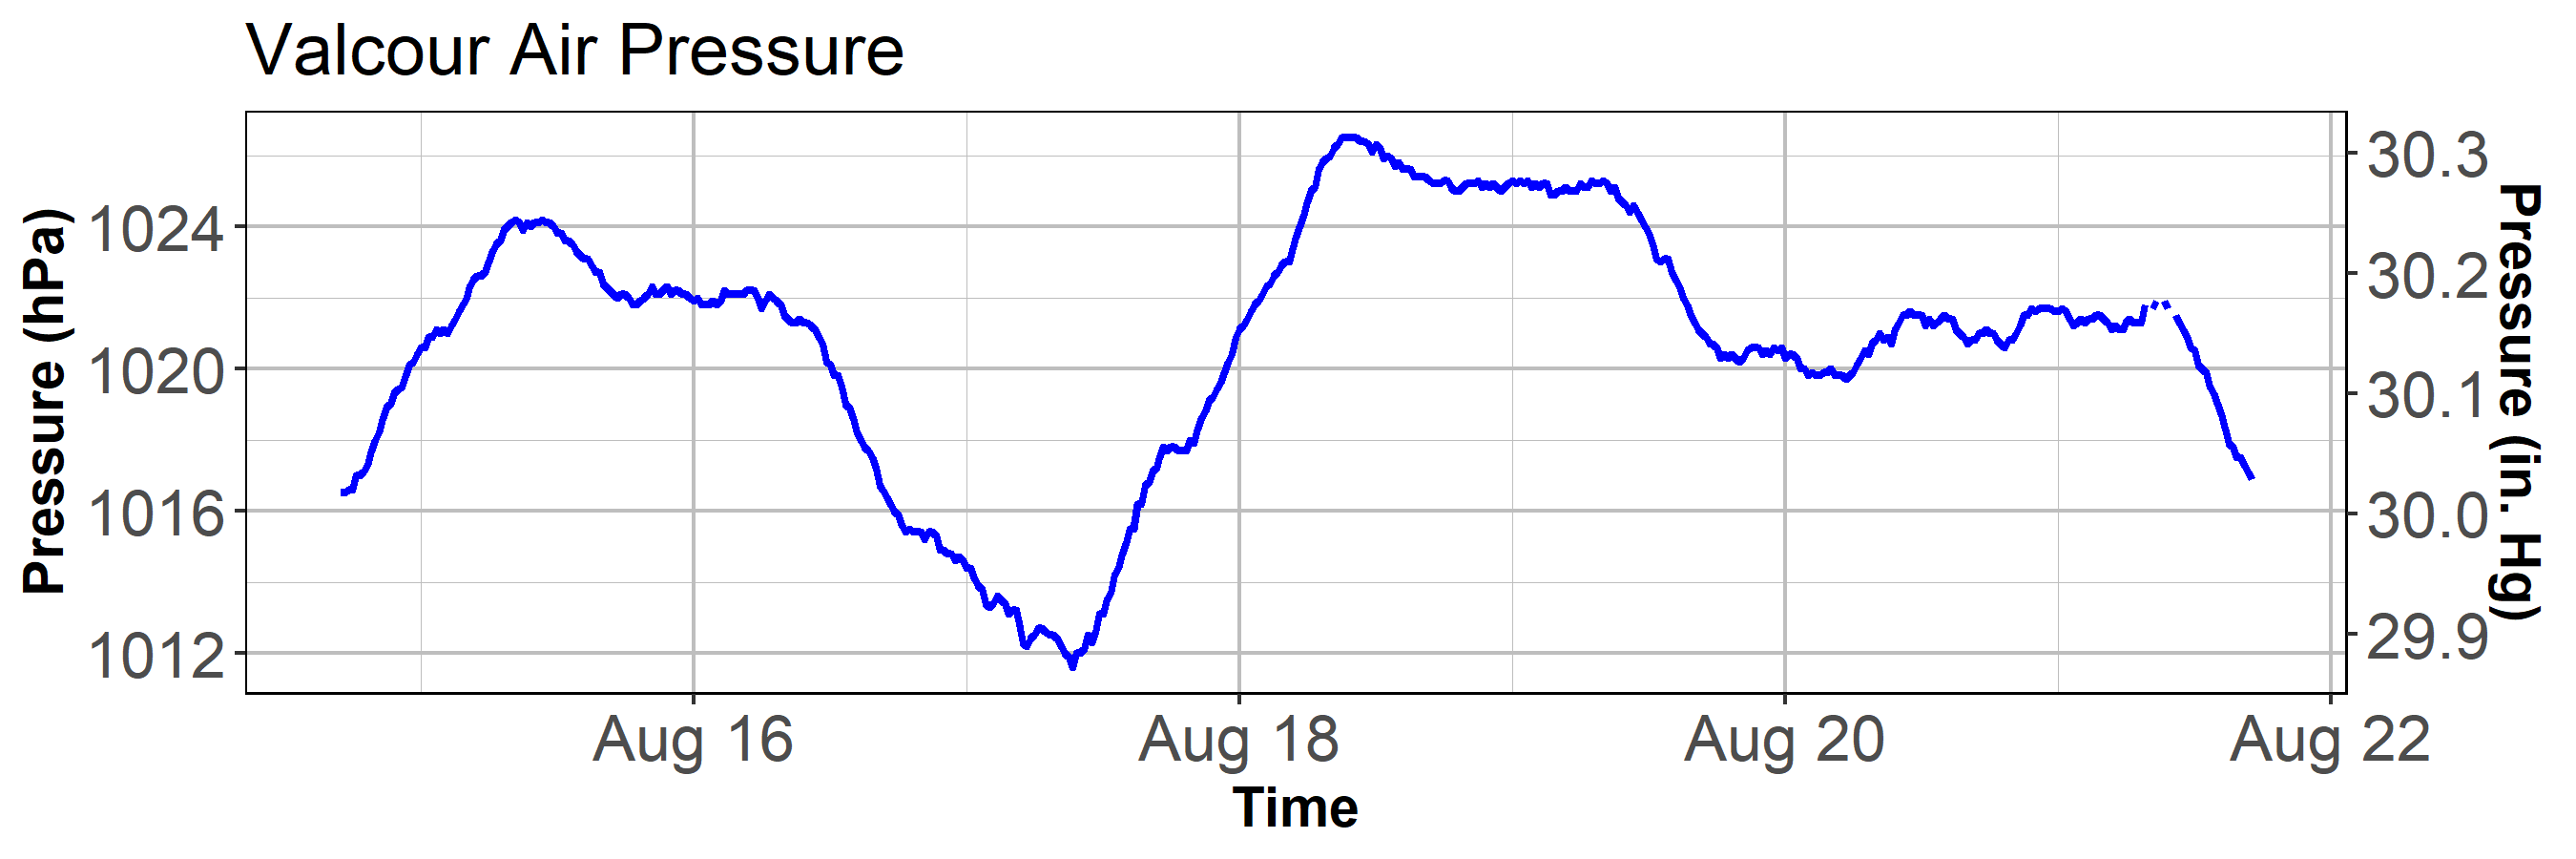 Valcour Air Pressure
Pressure (hPa)
1024
1020
1016
1012
30.3
30.2
30.1
30.0
29.9
Pressure (in. Hg)
Aug 16 Aug 18 Aug 20 Aug 22
Time